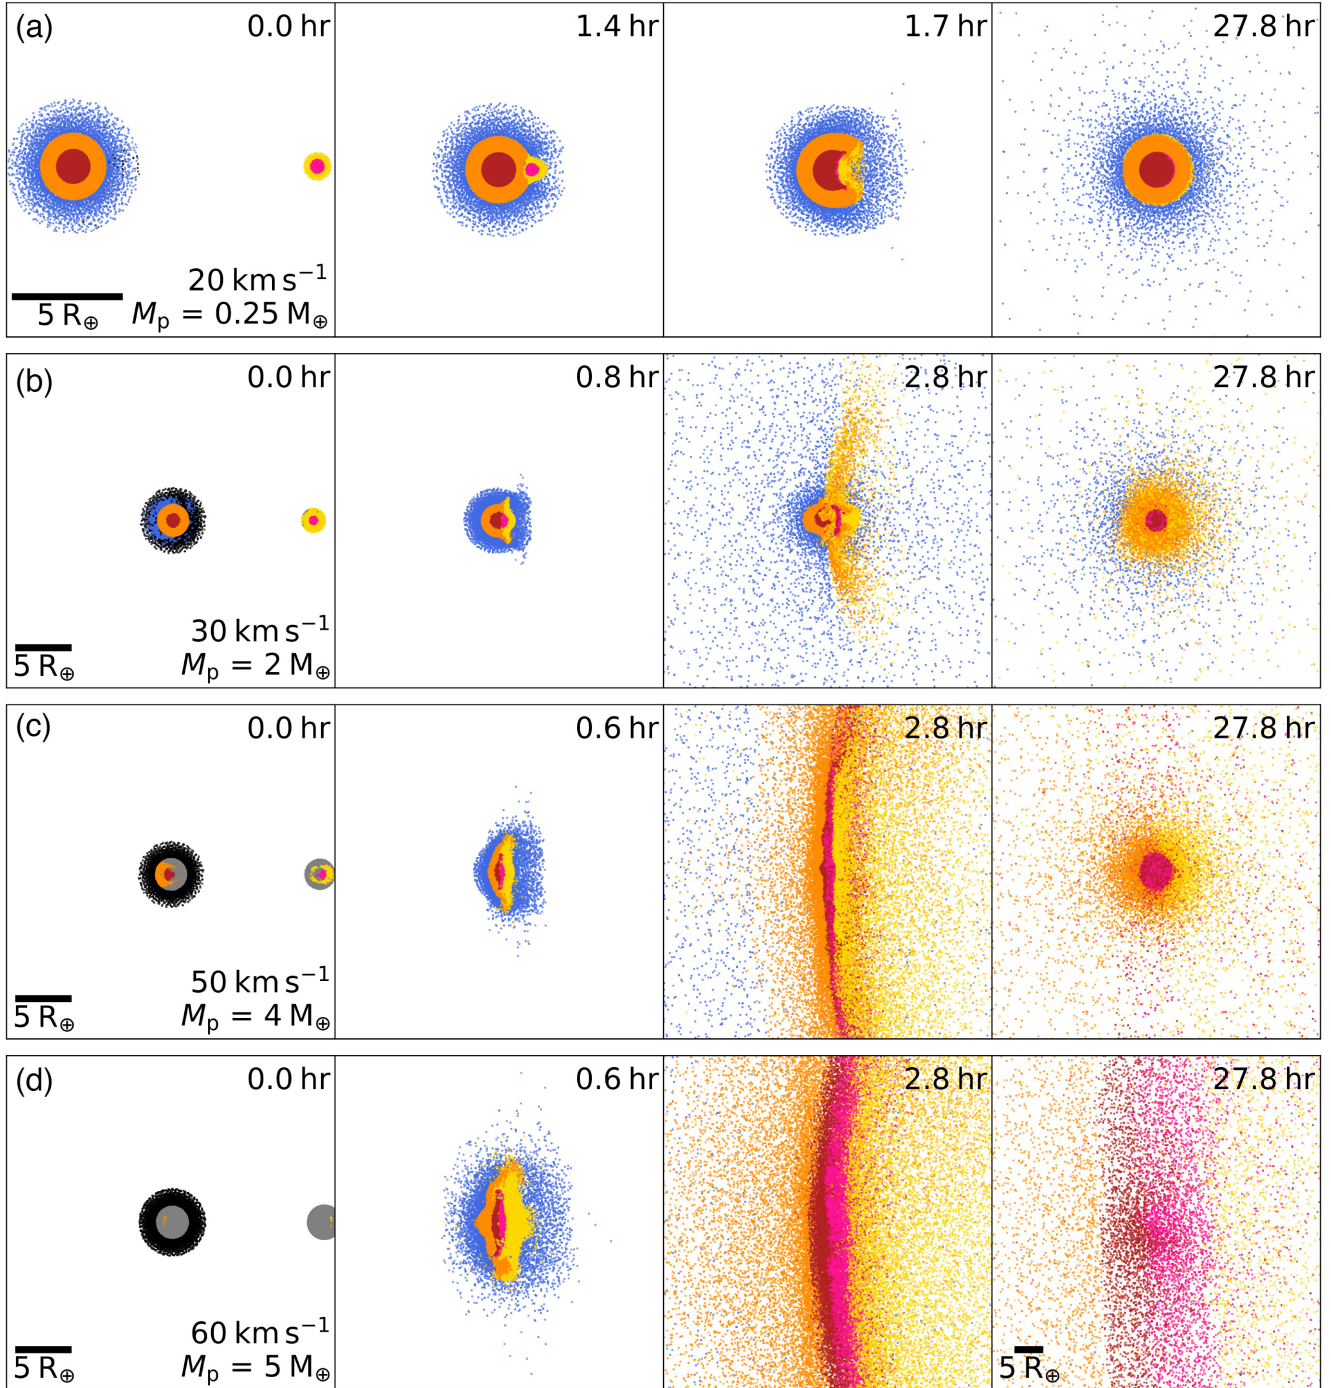 (a) 0.0 hr 1.4 hr 1.7 hr 27.8 hr
20 km s⁻¹
5 R⊕ Mₚ = 0.25 M⊕
(b) 0.0 hr 0.8 hr 2.8 hr 27.8 hr
30 km s⁻¹
5 R⊕ Mₚ = 2 M⊕
(c) 0.0 hr 0.6 hr 2.8 hr 27.8 hr
50 km s⁻¹
5 R⊕ Mₚ = 4 M⊕
(d) 0.0 hr 0.6 hr 2.8 hr 27.8 hr
60 km s⁻¹
5 R⊕ Mₚ = 5 M⊕ 5 R⊕